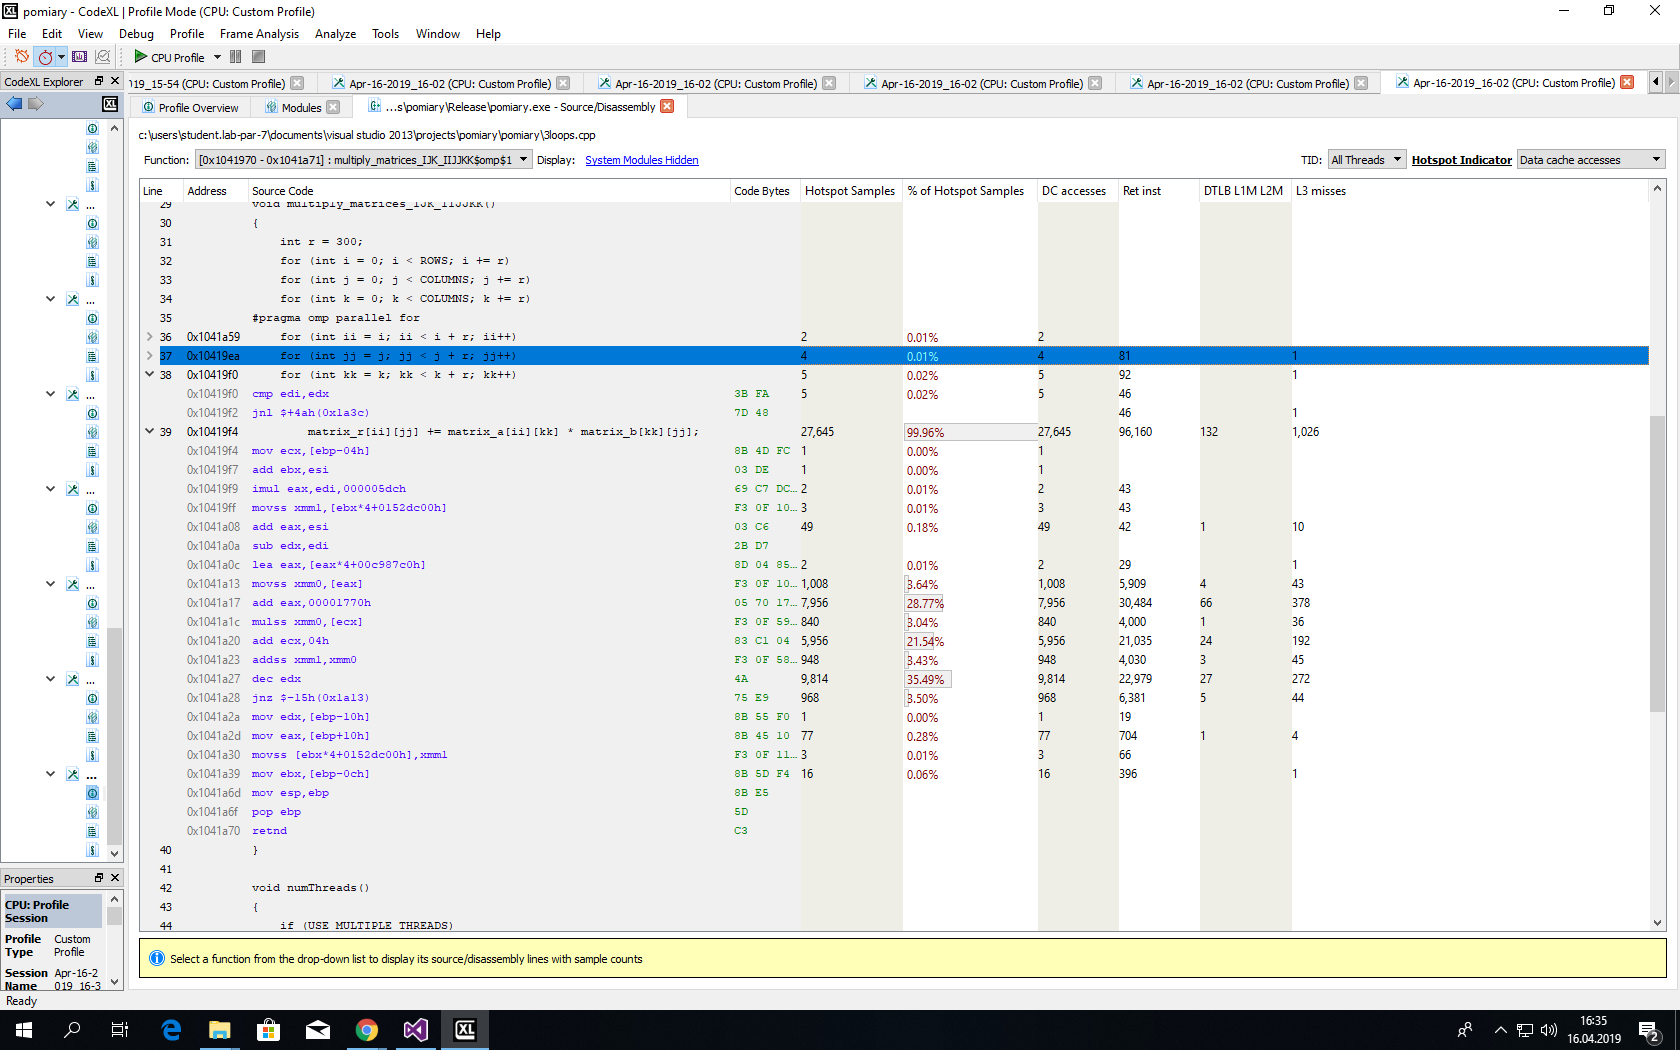 pomiary - CodeXL | Profile Mode (CPU: Custom Profile)
File Edit View Debug Profile Frame Analysis Analyze Tools Window Help
CPU Profile
CodeXL Explorer
019_15-54 (CPU: Custom Profile) Apr-16-2019_16-02 (CPU: Custom Profile) Apr-16-2019_16-02 (CPU: Custom Profile) Apr-16-2019_16-02 (CPU: Custom Profile) Apr-16-2019_16-02 (CPU: Custom Profile) Apr-16-2019_16-02 (CPU: Custom Profile)
Profile Overview Modules ...s\pomiary\Release\pomiary.exe - Source/Disassembly
c:\users\student.lab-par-7\documents\visual studio 2013\projects\pomiary\pomiary\3loops.cpp
Function: [0x1041970 - 0x1041a71] : multiply_matrices_IJK_IIJJKK$omp$1 Display: System Modules Hidden TID: All Threads Hotspot Indicator Data cache accesses
Line Address Source Code Code Bytes Hotspot Samples % of Hotspot Samples DC accesses Ret inst DTLB L1M L2M L3 misses
29 void multiply_matrices_IJK_IIJJKK()
30 {
31 int r = 300;
32 for (int i = 0; i < ROWS; i += r)
33 for (int j = 0; j < COLUMNS; j += r)
34 for (int k = 0; k < COLUMNS; k += r)
35 #pragma omp parallel for
36 0x1041a59 for (int ii = i; ii < i + r; ii++) 2 0.01% 2
37 0x10419ea for (int jj = j; jj < j + r; jj++) 4 0.01% 4 81 1
38 0x10419f0 for (int kk = k; kk < k + r; kk++) 5 0.02% 5 92 1
0x10419f0 cmp edi,edx 3B FA 5 0.02% 5 46
0x10419f2 jnl $+4ah(0x1a3c) 7D 48 46 1
39 0x10419f4 matrix_r[ii][jj] += matrix_a[ii][kk] * matrix_b[kk][jj]; 27,645 99.96% 27,645 96,160 132 1,026
0x10419f4 mov ecx,[ebp-04h] 8B 4D FC 1 0.00% 1
0x10419f7 add ebx,esi 03 DE 1 0.00% 1
0x10419f9 imul eax,edi,000005dch 69 C7 DC... 2 0.01% 2 43
0x10419ff movss xmm1,[ebx*4+0152dc00h] F3 0F 10... 3 0.01% 3 43
0x1041a08 add eax,esi 03 C6 49 0.18% 49 42 1 10
0x1041a0a sub edx,edi 2B D7
0x1041a0c lea eax,[eax*4+00c987c0h] 8D 04 85... 2 0.01% 2 29 1
0x1041a13 movss xmm0,[eax] F3 0F 10... 1,008 3.64% 1,008 5,909 4 43
0x1041a17 add eax,00001770h 05 70 17... 7,956 28.77% 7,956 30,484 66 378
0x1041a1c mulss xmm0,[ecx] F3 0F 59... 840 3.04% 840 4,000 1 36
0x1041a20 add ecx,04h 83 C1 04 5,956 21.54% 5,956 21,035 24 192
0x1041a23 addss xmm1,xmm0 F3 0F 58... 948 3.43% 948 4,030 3 45
0x1041a27 dec edx 4A 9,814 35.49% 9,814 22,979 27 272
0x1041a28 jnz $-15h(0x1a13) 75 E9 968 3.50% 968 6,381 5 44
0x1041a2a mov edx,[ebp-10h] 8B 55 F0 1 0.00% 1 19
0x1041a2d mov eax,[ebp+10h] 8B 45 10 77 0.28% 77 704 1 4
0x1041a30 movss [ebx*4+0152dc00h],xmm1 F3 0F 11... 3 0.01% 3 66
0x1041a39 mov ebx,[ebp-0ch] 8B 5D F4 16 0.06% 16 396 1
0x1041a6d mov esp,ebp 8B E5
0x1041a6f pop ebp 5D
0x1041a70 retnd C3
40 }
41
42 void numThreads()
43 {
44 if (USE_MULTIPLE_THREADS)
Properties
CPU: Profile Session
Profile Type Custom Profile
Session Name Apr-16-2019_16-3
Select a function from the drop-down list to display its source/disassembly lines with sample counts
Ready
16:35
16.04.2019
2